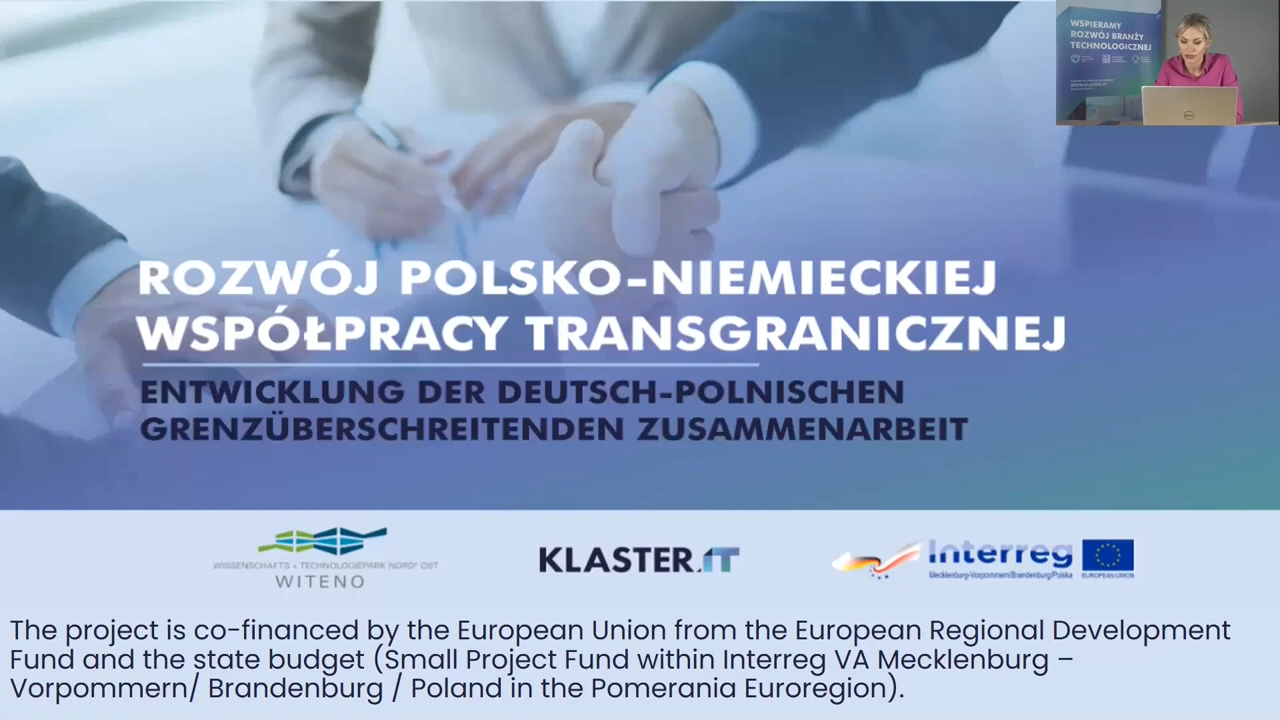 WSPIERAMY
ROZWÓJ BRANŻY
TECHNOLOGICZNEJ
WWW.KLASTER.IT
ROZWÓJ POLSKO-NIEMIECKIEJ
WSPÓŁPRACY TRANSGRANICZNEJ
ENTWICKLUNG DER DEUTSCH-POLNISCHEN
GRENZÜBERSCHREITENDEN ZUSAMMENARBEIT
WISSENSCHAFTS + TECHNOLOGIEPARK NORD°OST
WITENO
KLASTER.IT
Interreg
Mecklenburg-Vorpommern/Brandenburg/Polska
EUROPEAN UNION
The project is co-financed by the European Union from the European Regional Development
Fund and the state budget (Small Project Fund within Interreg VA Mecklenburg –
Vorpommern/ Brandenburg / Poland in the Pomerania Euroregion).